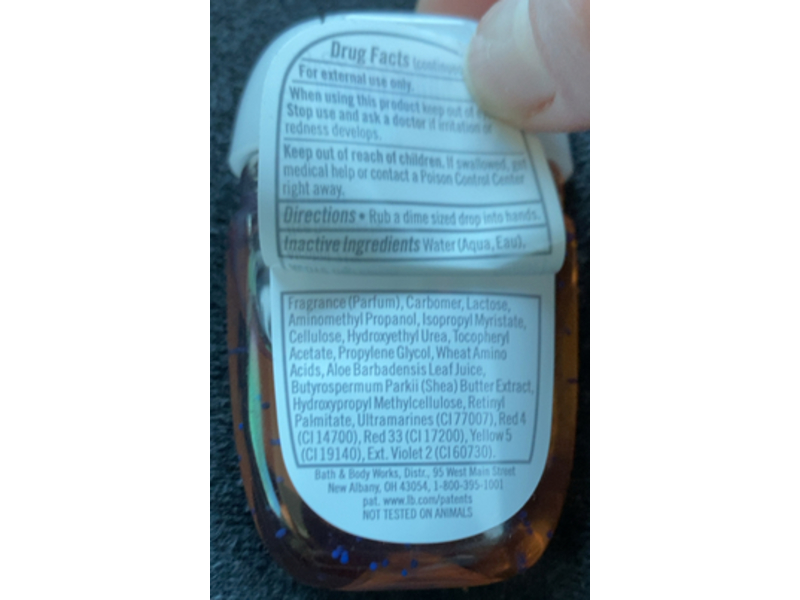 Drug Facts
For external use only.
When using this product keep out of
Stop use and ask a doctor if irritation or
redness develops.
Keep out of reach of children. If swallowed, get
medical help or contact a Poison Control Center
right away.
Directions • Rub a dime sized drop into hands.
Inactive Ingredients Water (Aqua, Eau).
Fragrance (Parfum), Carbomer, Lactose,
Aminomethyl Propanol, Isopropyl Myristate,
Cellulose, Hydroxyethyl Urea, Tocopheryl
Acetate, Propylene Glycol, Wheat Amino
Acids, Aloe Barbadensis Leaf Juice,
Butyrospermum Parkii (Shea) Butter Extract,
Hydroxypropyl Methylcellulose, Retinyl
Palmitate, Ultramarines (CI 77007), Red 4
(CI 14700), Red 33 (CI 17200), Yellow 5
(CI 19140), Ext. Violet 2 (CI 60730).
Bath & Body Works, Distr., 95 West Main Street
New Albany, OH 43054, 1-800-395-1001
pat. www.lb.com/patents
NOT TESTED ON ANIMALS